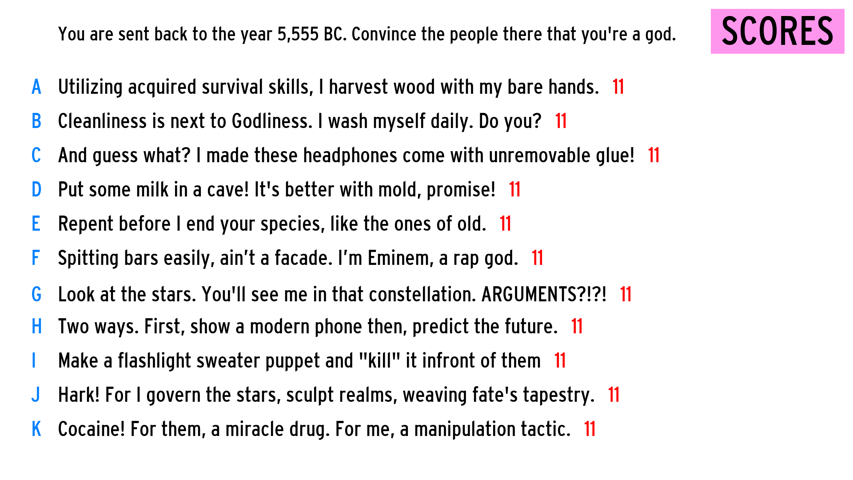 You are sent back to the year 5,555 BC. Convince the people there that you're a god.
SCORES
A Utilizing acquired survival skills, I harvest wood with my bare hands. 11
B Cleanliness is next to Godliness. I wash myself daily. Do you? 11
C And guess what? I made these headphones come with unremovable glue! 11
D Put some milk in a cave! It's better with mold, promise! 11
E Repent before I end your species, like the ones of old. 11
F Spitting bars easily, ain’t a facade. I’m Eminem, a rap god. 11
G Look at the stars. You'll see me in that constellation. ARGUMENTS?!?! 11
H Two ways. First, show a modern phone then, predict the future. 11
I Make a flashlight sweater puppet and "kill" it infront of them 11
J Hark! For I govern the stars, sculpt realms, weaving fate's tapestry. 11
K Cocaine! For them, a miracle drug. For me, a manipulation tactic. 11